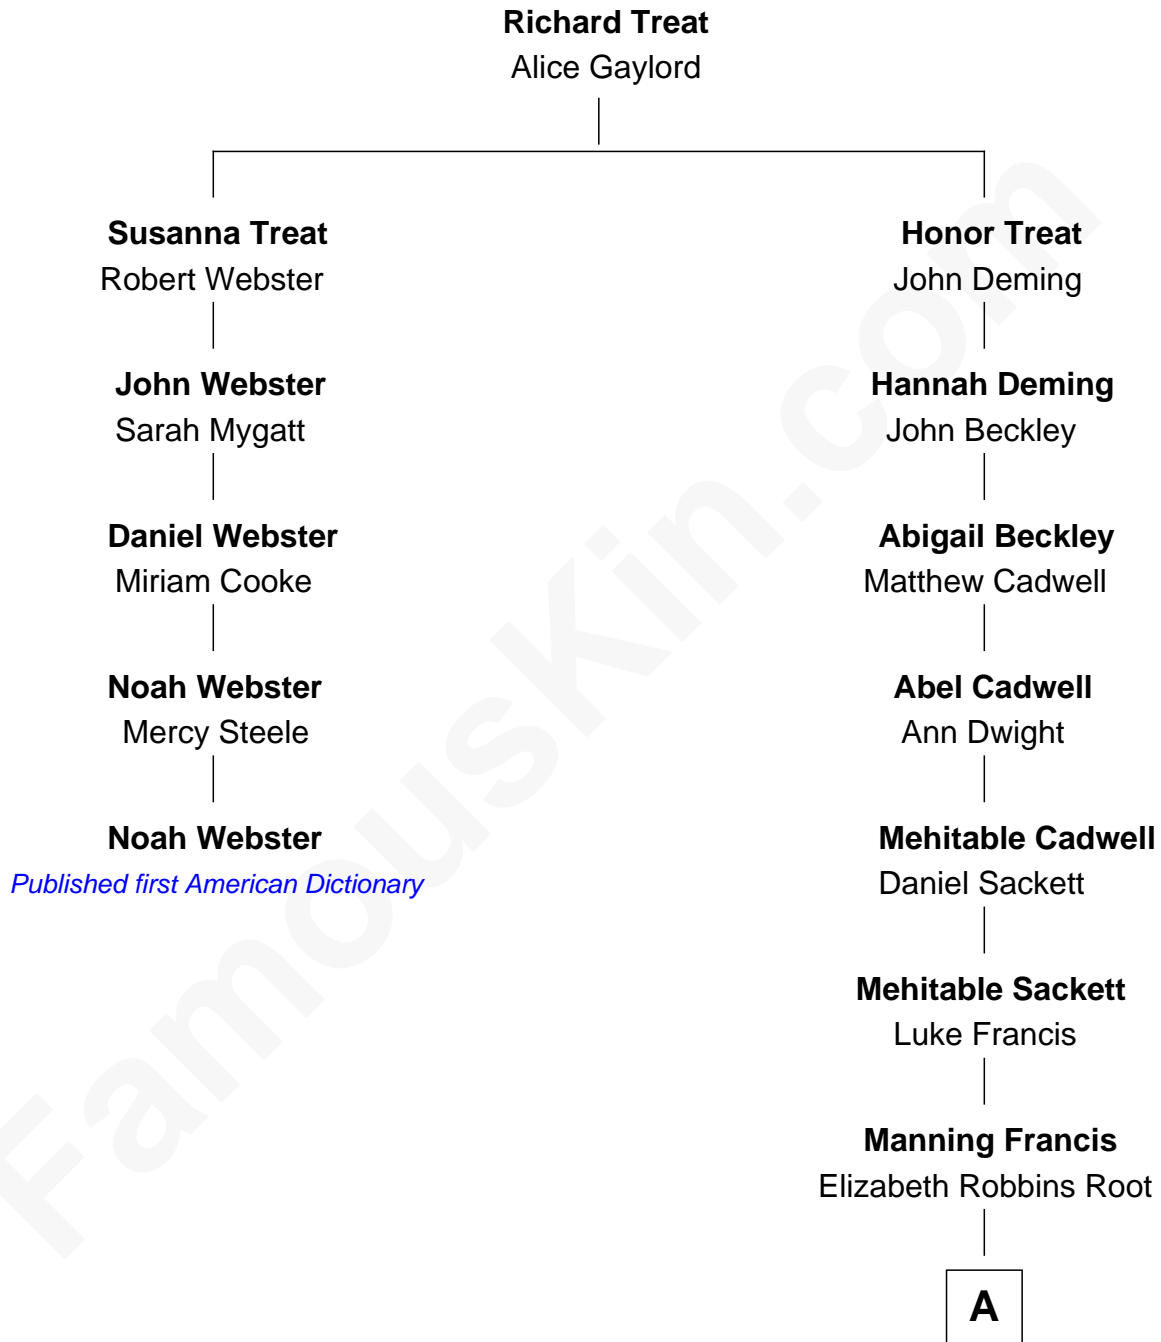 Richard Treat
Alice Gaylord
Susanna Treat
Robert Webster
Honor Treat
John Deming
John Webster
Sarah Mygatt
Hannah Deming
John Beckley
Daniel Webster
Miriam Cooke
Abigail Beckley
Matthew Cadwell
Noah Webster
Mercy Steele
Abel Cadwell
Ann Dwight
Noah Webster
Published first American Dictionary
Mehitable Cadwell
Daniel Sackett
Mehitable Sackett
Luke Francis
Manning Francis
Elizabeth Robbins Root
A
FamousKin.com